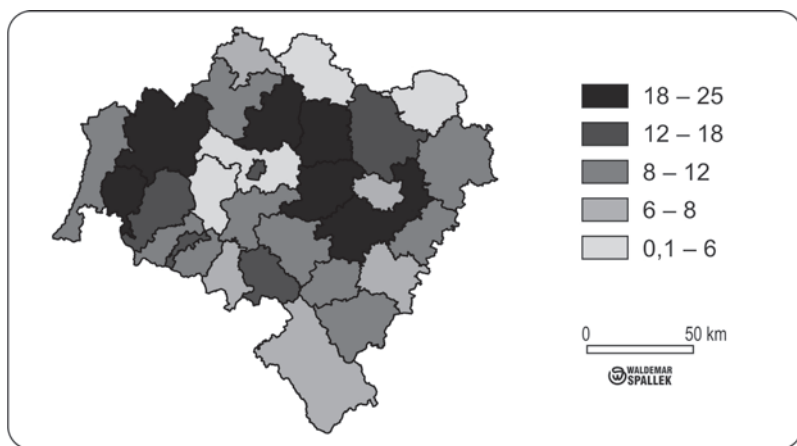 18 – 25
12 – 18
8 – 12
6 – 8
0,1 – 6
0 50 km
WALDEMAR
SPALLEK